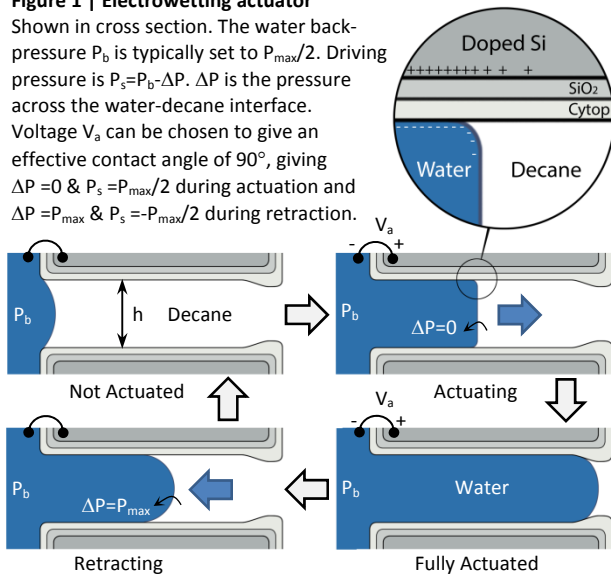 Figure 1 | Electrowetting actuator
Shown in cross section. The water back-
pressure Pb is typically set to Pmax/2. Driving
pressure is Ps=Pb-ΔP. ΔP is the pressure
across the water-decane interface.
Voltage Va can be chosen to give an
effective contact angle of 90°, giving
ΔP =0 & Ps =Pmax/2 during actuation and
ΔP =Pmax & Ps =-Pmax/2 during retraction.
Doped Si
+++++++++ + + +
SiO2
Cytop
Water
Decane
Pb
h
Decane
Not Actuated
Va
- +
Pb
ΔP=0
Actuating
Pb
ΔP=Pmax
Retracting
Va
- +
Pb
Water
Fully Actuated